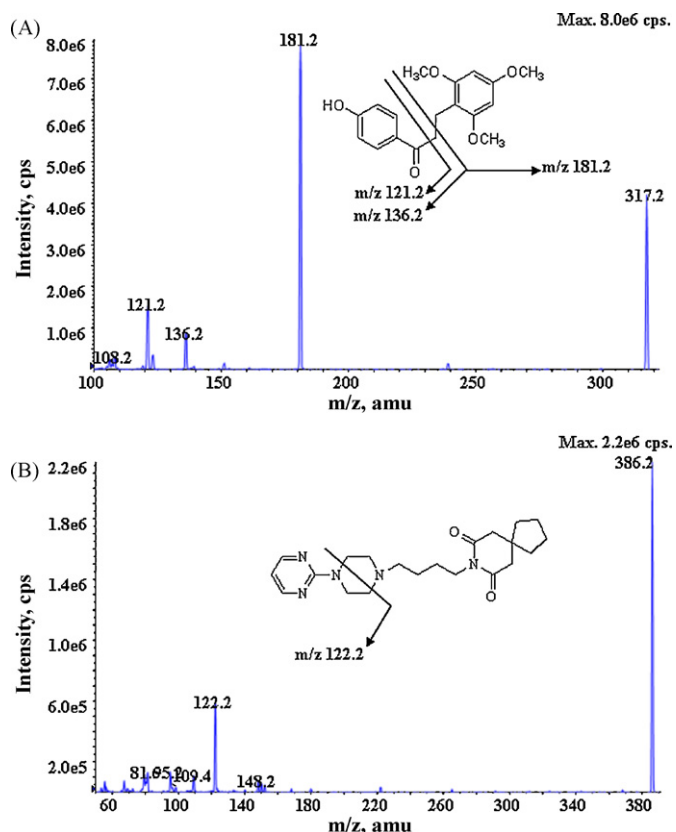 (A)
Max. 8.0e6 cps.
Intensity, cps
8.0e6
7.0e6
6.0e6
5.0e6
4.0e6
3.0e6
2.0e6
1.0e6
181.2
317.2
121.2
136.2
108.2
HO
O
H₃CO
OCH₃
OCH₃
m/z 181.2
m/z 121.2
m/z 136.2
100 150 200 250 300
m/z, amu
(B)
Max. 2.2e6 cps.
Intensity, cps
2.2e6
1.8e6
1.4e6
1.0e6
6.0e5
2.0e5
386.2
122.2
109.4
148.2
N
N
N
N
N
O
O
m/z 122.2
60 100 140 180 220 260 300 340 380
m/z, amu